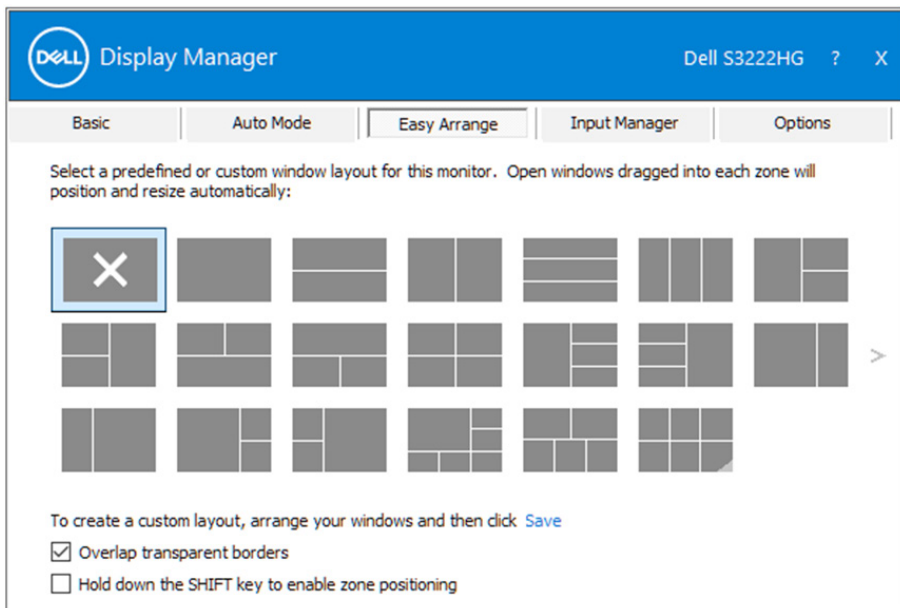 DELL Display Manager Dell S3222HG ? X
Basic Auto Mode Easy Arrange Input Manager Options
Select a predefined or custom window layout for this monitor. Open windows dragged into each zone will
position and resize automatically:
>
To create a custom layout, arrange your windows and then click Save
Overlap transparent borders
Hold down the SHIFT key to enable zone positioning